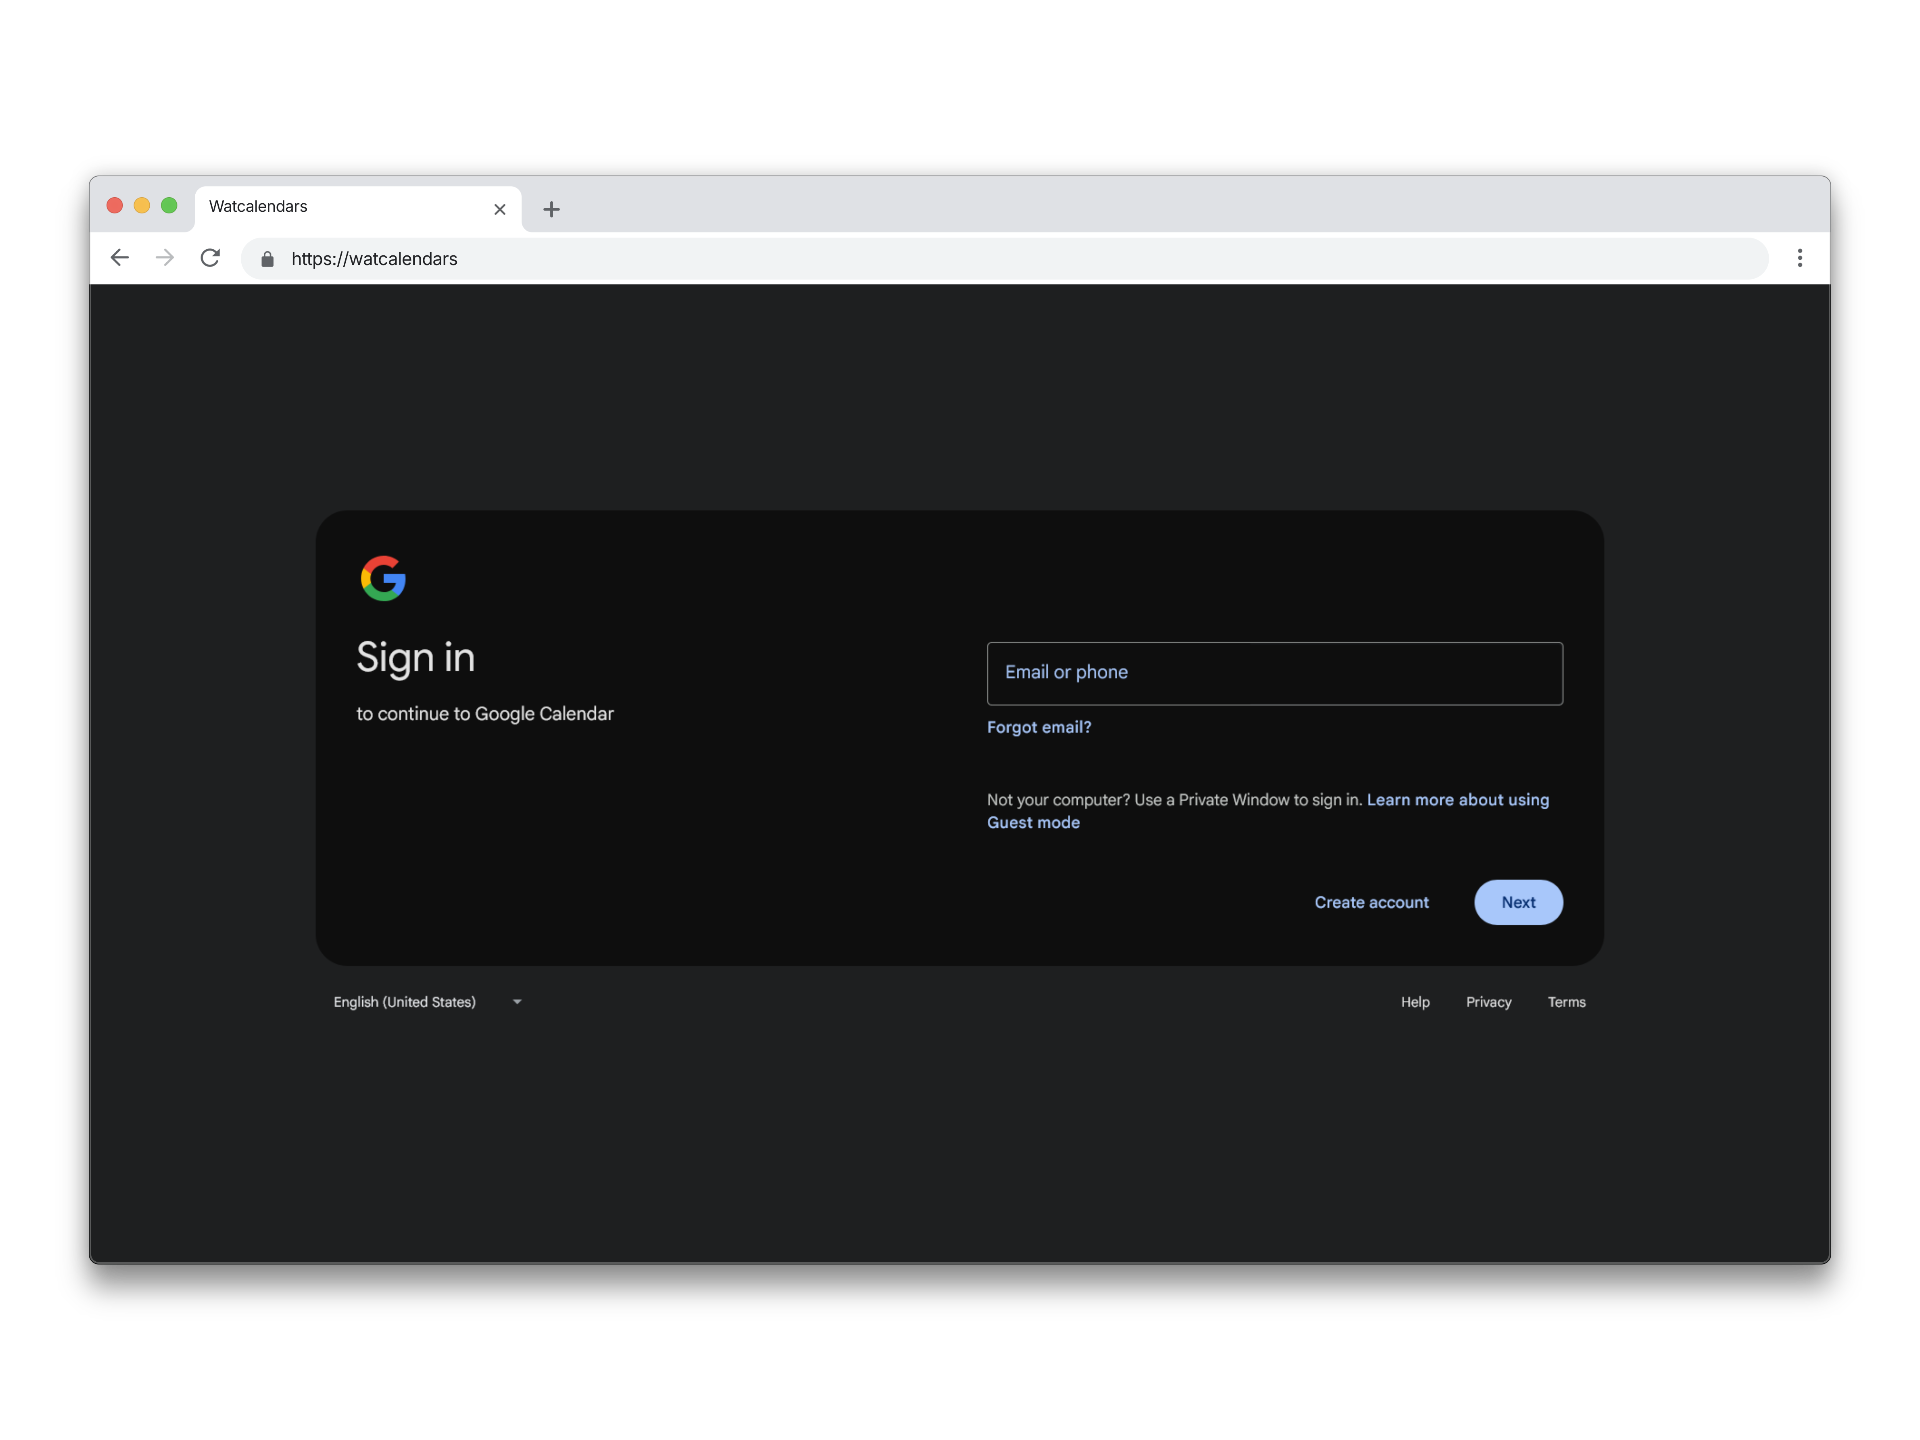 Watcalendars
https://watcalendars
Sign in
to continue to Google Calendar
Email or phone
Forgot email?
Not your computer? Use a Private Window to sign in. Learn more about using
Guest mode
Create account
Next
English (United States)
Help
Privacy
Terms